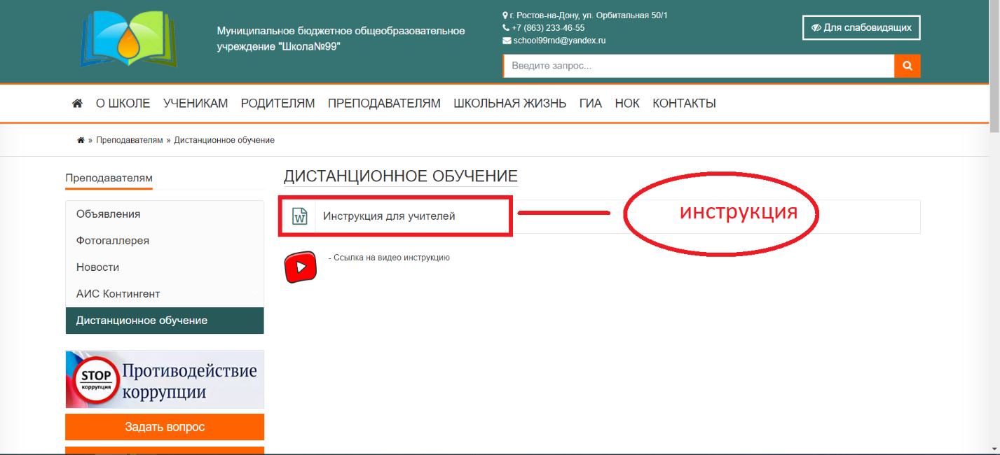 Муниципальное бюджетное общеобразовательное
учреждение "Школа№99"
г. Ростов-на-Дону, ул. Орбитальная 50/1
+7 (863) 233-46-55
school99rnd@yandex.ru
Для слабовидящих
Введите запрос...
О ШКОЛЕ УЧЕНИКАМ РОДИТЕЛЯМ ПРЕПОДАВАТЕЛЯМ ШКОЛЬНАЯ ЖИЗНЬ ГИА НОК КОНТАКТЫ
» Преподавателям » Дистанционное обучение
Преподавателям
Объявления
Фотогаллерея
Новости
АИС Контингент
Дистанционное обучение
STOP
коррупция
Противодействие
коррупции
Задать вопрос
ДИСТАНЦИОННОЕ ОБУЧЕНИЕ
W
Инструкция для учителей
инструкция
- Ссылка на видео инструкцию